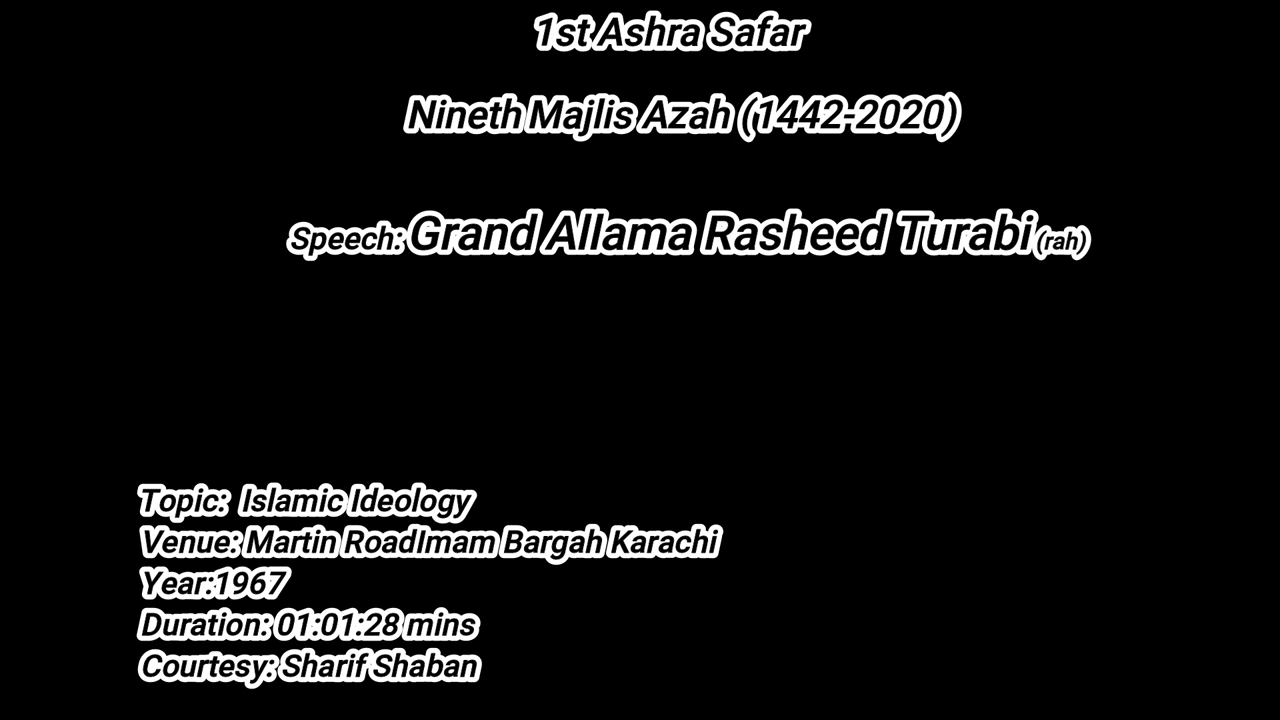 1st Ashra Safar
Nineth Majlis Azah (1442-2020)
Speech: Grand Allama Rasheed Turabi (rah)
Topic: Islamic Ideology
Venue: Martin RoadImam Bargah Karachi
Year:1967
Duration: 01:01:28 mins
Courtesy: Sharif Shaban